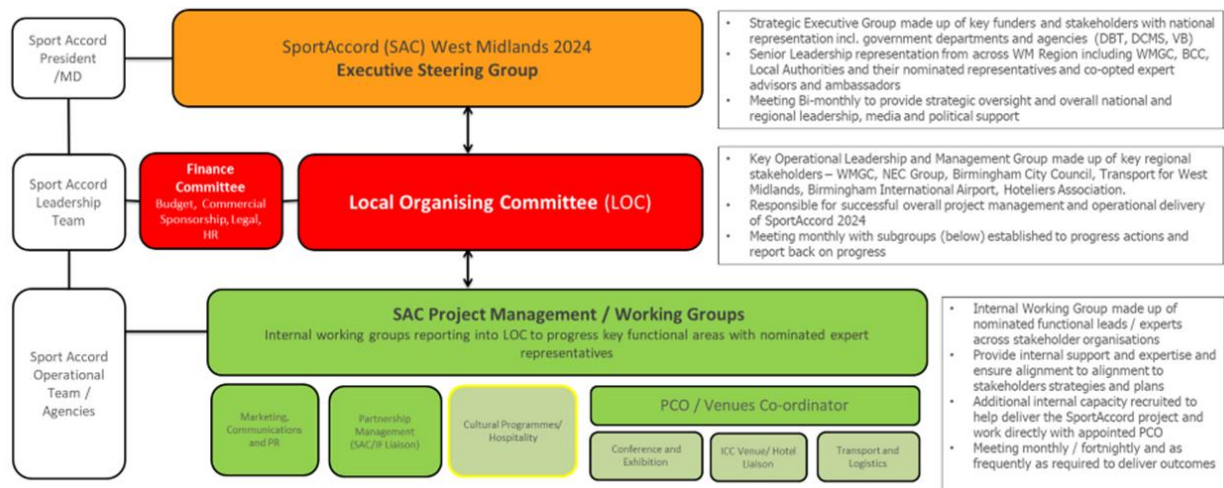 Sport Accord
President
/MD
SportAccord (SAC) West Midlands 2024
Executive Steering Group
• Strategic Executive Group made up of key funders and stakeholders with national
representation incl. government departments and agencies (DBT, DCMS, VB)
• Senior Leadership representation from across WM Region including WMGC, BCC,
Local Authorities and their nominated representatives and co-opted expert
advisors and ambassadors
• Meeting Bi-monthly to provide strategic oversight and overall national and
regional leadership, media and political support
Sport Accord
Leadership
Team
Finance
Committee
Budget, Commercial
Sponsorship, Legal,
HR
Local Organising Committee (LOC)
• Key Operational Leadership and Management Group made up of key regional
stakeholders – WMGC, NEC Group, Birmingham City Council, Transport for West
Midlands, Birmingham International Airport, Hoteliers Association.
• Responsible for successful overall project management and operational delivery
of SportAccord 2024
• Meeting monthly with subgroups (below) established to progress actions and
report back on progress
Sport Accord
Operational
Team /
Agencies
SAC Project Management / Working Groups
Internal working groups reporting into LOC to progress key functional areas with nominated expert
representatives
Marketing,
Communications
and PR
Partnership
Management
(SAC/IF Liaison)
Cultural Programmes/
Hospitality
PCO / Venues Co-ordinator
Conference and
Exhibition
ICC Venue/ Hotel
Liaison
Transport and
Logistics
• Internal Working Group made up of
nominated functional leads / experts
across stakeholder organisations
• Provide internal support and expertise and
ensure alignment to alignment to
stakeholders strategies and plans
• Additional internal capacity recruited to
help deliver the SportAccord project and
work directly with appointed PCO
• Meeting monthly / fortnightly and as
frequently as required to deliver outcomes